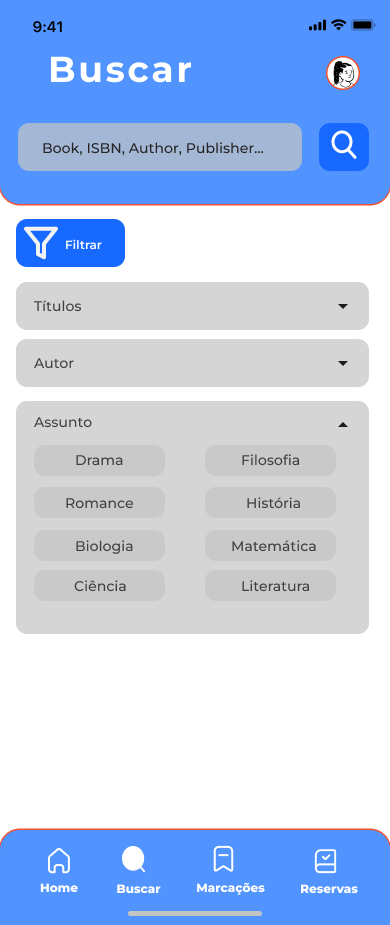 9:41
Buscar
Book, ISBN, Author, Publisher...
Filtrar
Títulos
Autor
Assunto
Drama Filosofia
Romance História
Biologia Matemática
Ciência Literatura
Home Buscar Marcações Reservas